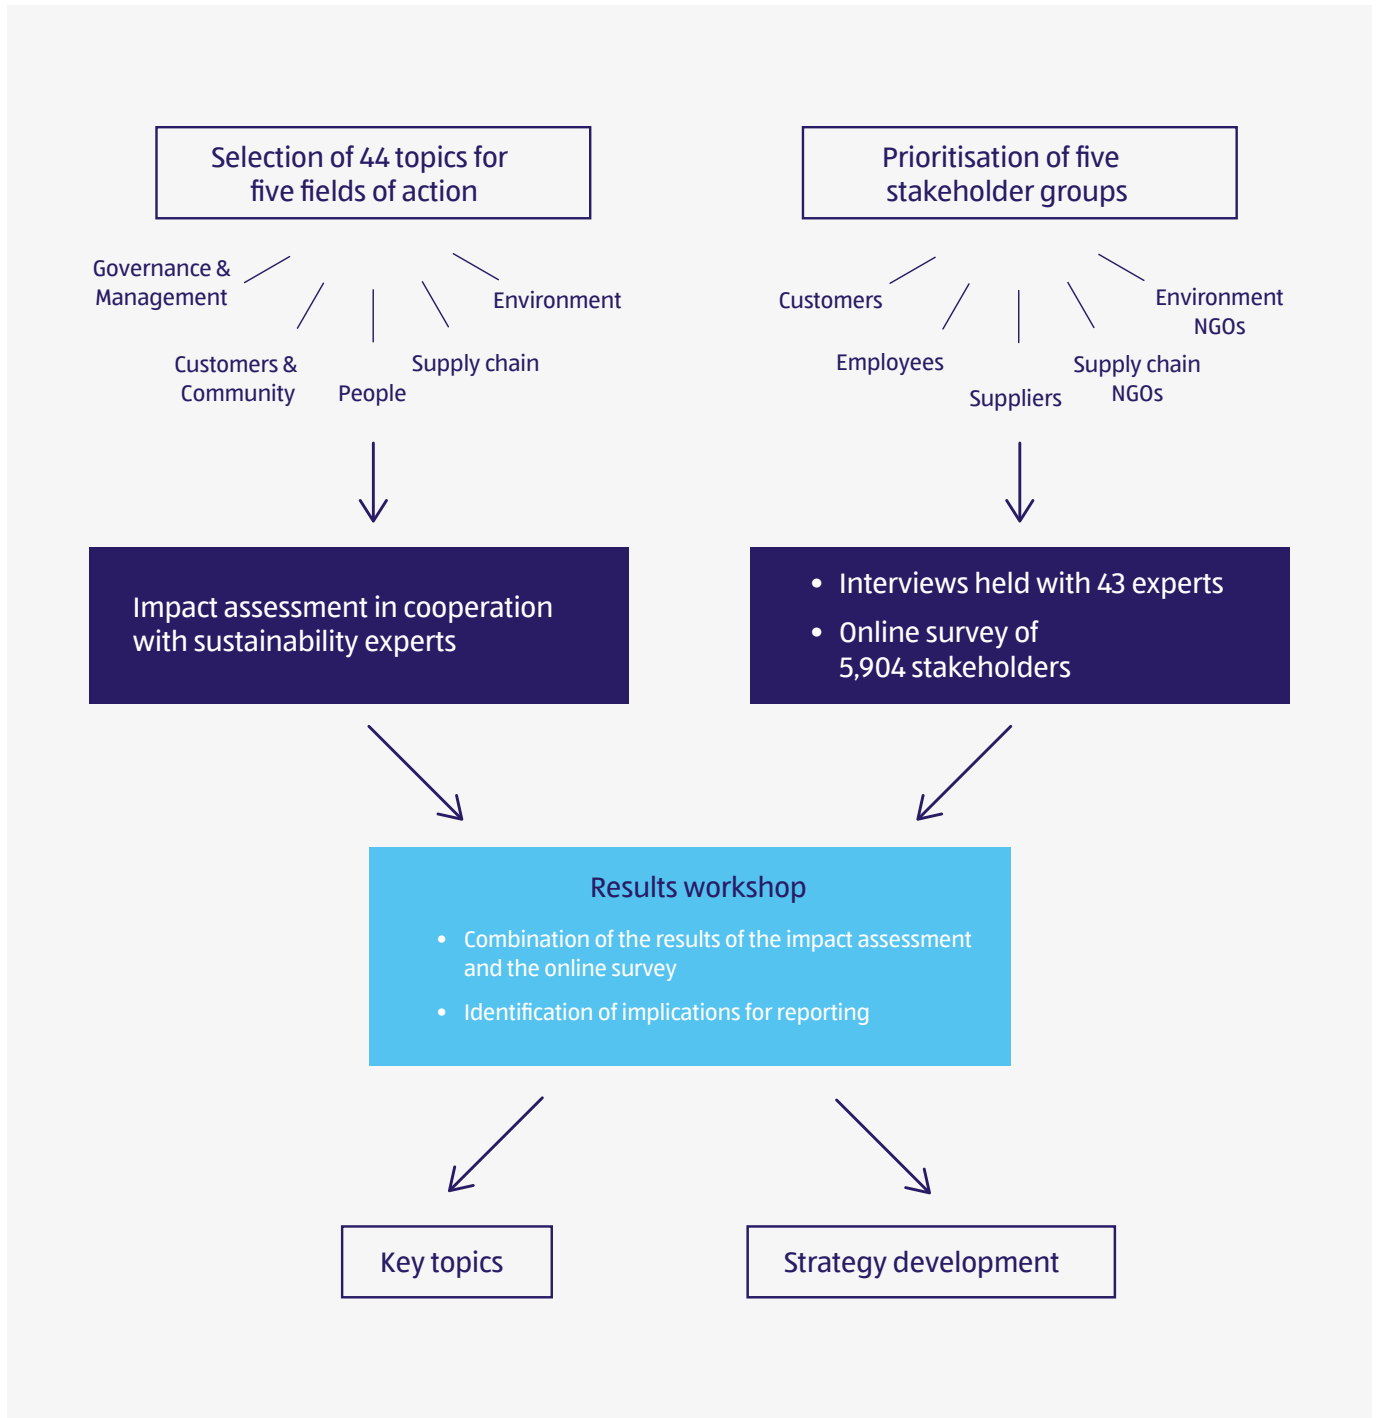 Selection of 44 topics for
five fields of action
Governance &
Management
Customers &
Community
People
Supply chain
Environment
Prioritisation of five
stakeholder groups
Customers
Employees
Suppliers
Supply chain
NGOs
Environment
NGOs
Impact assessment in cooperation
with sustainability experts
• Interviews held with 43 experts
• Online survey of
5,904 stakeholders
Results workshop
• Combination of the results of the impact assessment
and the online survey
• Identification of implications for reporting
Key topics
Strategy development